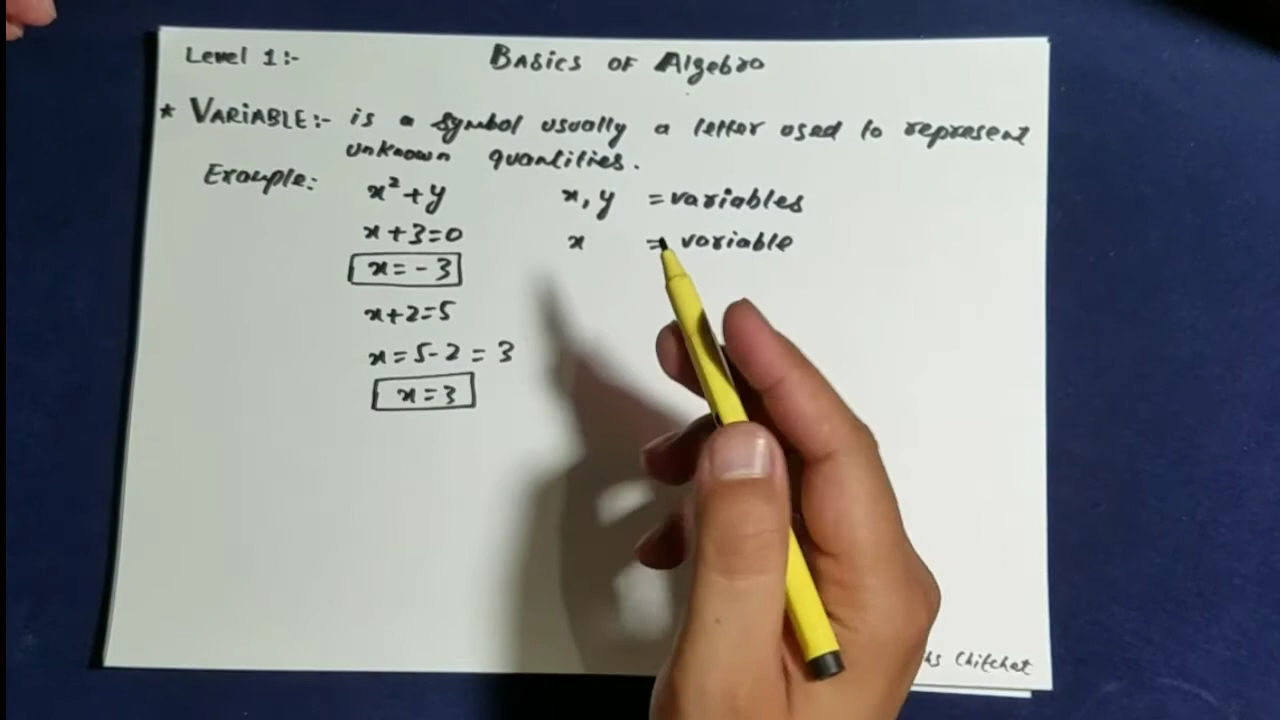 Level 1:- Basics of Algebra
* VARIABLE:- is a symbol usually a letter used to represent
unknown quantities.
Example: x²+y x, y = variables
x+3=0 x = variable
x=-3
x+2=5
x=5-2=3
x=3
Chitchat